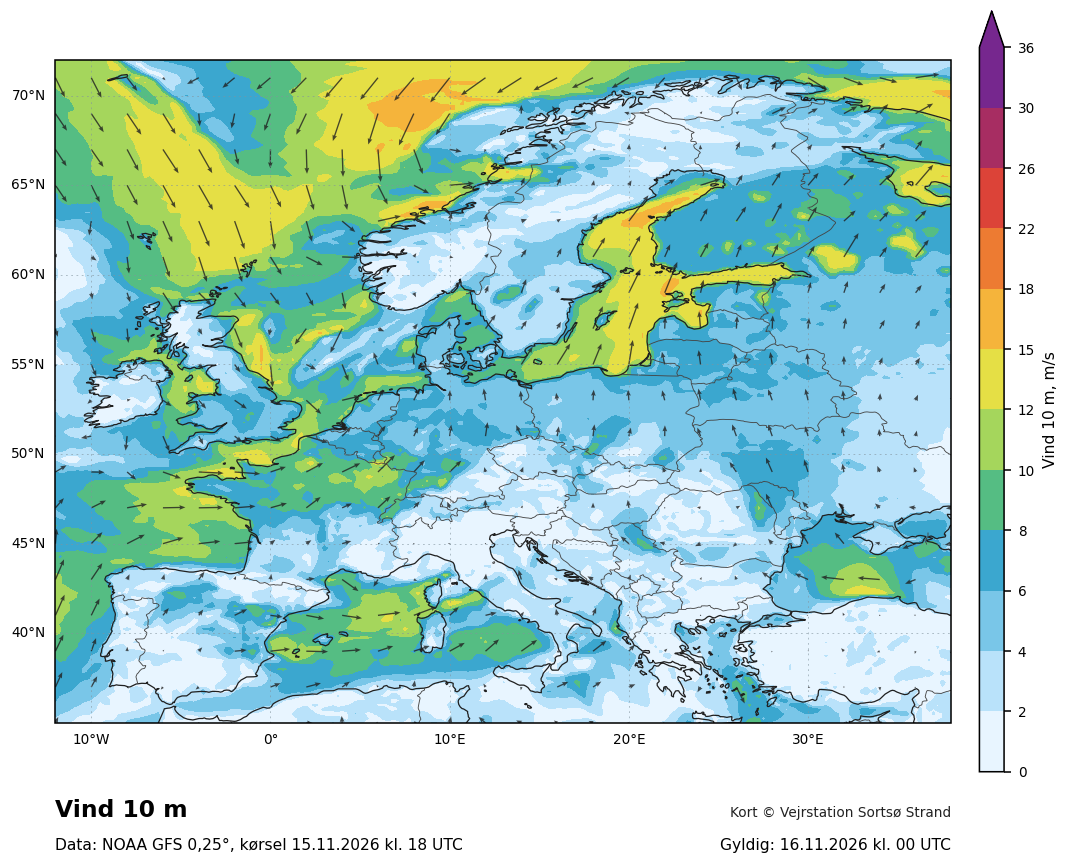 36
30
26
22
18
15
12
10
8
6
4
2
0
Vind 10 m, m/s
70°N
65°N
60°N
55°N
50°N
45°N
40°N
10°W
0°
10°E
20°E
30°E
Vind 10 m
Kort © Vejrstation Sortsø Strand
Data: NOAA GFS 0,25°, kørsel 15.11.2026 kl. 18 UTC
Gyldig: 16.11.2026 kl. 00 UTC